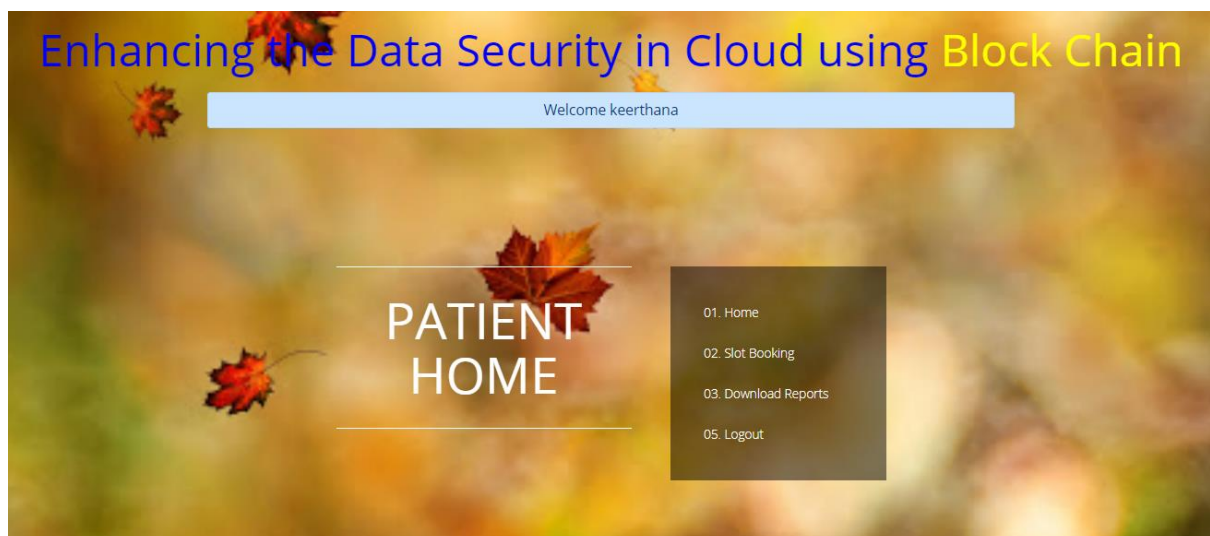 Enhancing the Data Security in Cloud using Block Chain
Welcome keerthana
PATIENT
HOME
01. Home
02. Slot Booking
03. Download Reports
05. Logout